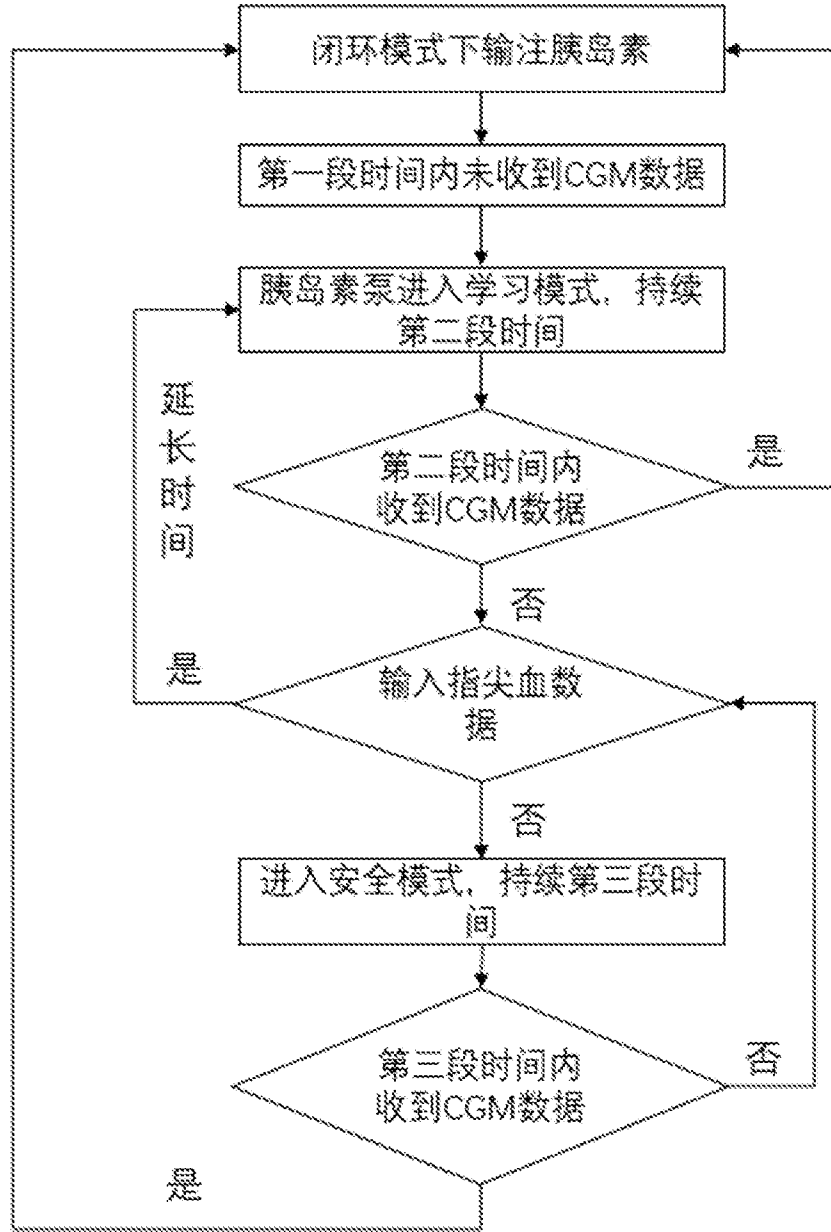 闭环模式下输注胰岛素
第一段时间内未收到CGM数据
胰岛素泵进入学习模式，持续
第二段时间
延
长
时
间
第二段时间内
收到CGM数据
是
否
是
输入指尖血数
据
否
进入安全模式，持续第三段时
间
第三段时间内
收到CGM数据
否
是